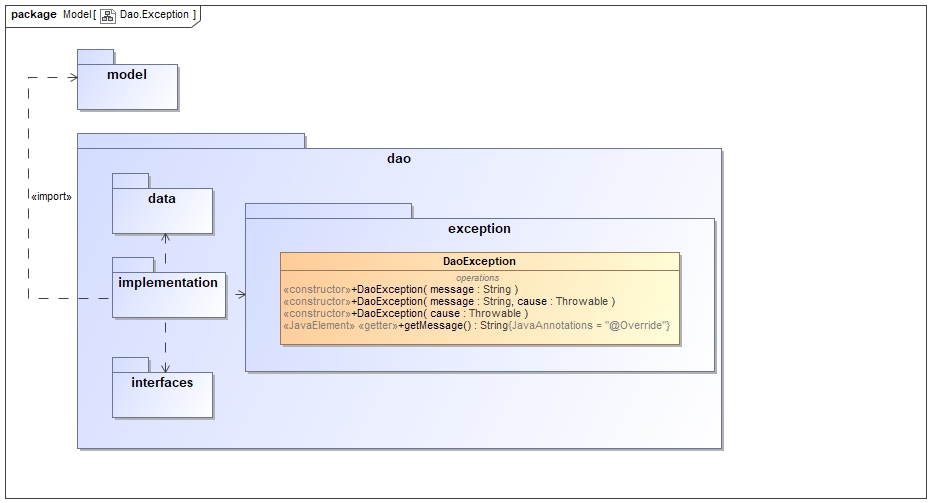 package Model[ Dao.Exception ]
model
dao
«import»
data
exception
DaoException
implementation
operations
«constructor»+DaoException( message : String )
«constructor»+DaoException( message : String, cause : Throwable )
«constructor»+DaoException( cause : Throwable )
«JavaElement» «getter»+getMessage() : String{JavaAnnotations = "@Override"}
interfaces